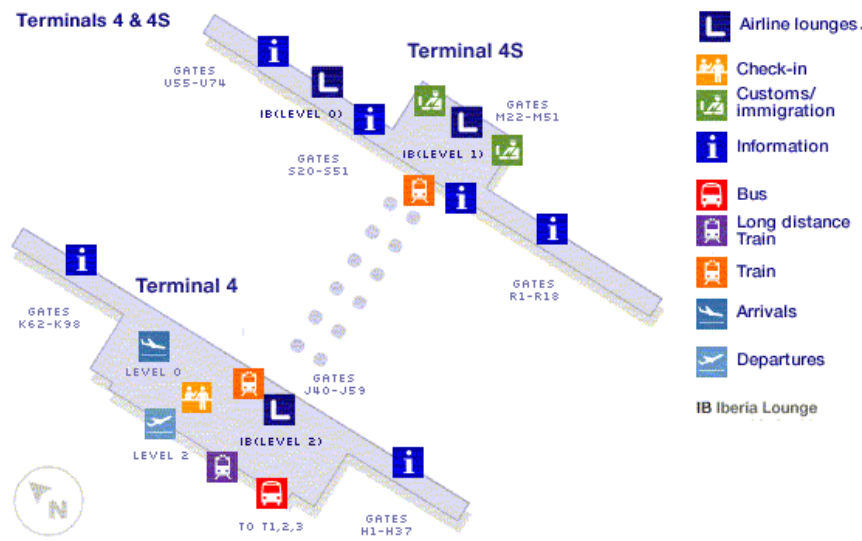 Terminals 4 & 4S
Terminal 4S
GATES
U55-U74
IB(LEVEL 0)
GATES
M22-M51
IB(LEVEL 1)
GATES
S20-S51
GATES
R1-R18
Terminal 4
GATES
K62-K98
LEVEL 0
GATES
J40-J59
IB(LEVEL 2)
LEVEL 2
TO T1,2,3
GATES
H1-H37
N
Airline lounges.
Check-in
Customs/
immigration
Information
Bus
Long distance
Train
Train
Arrivals
Departures
IB Iberia Lounge